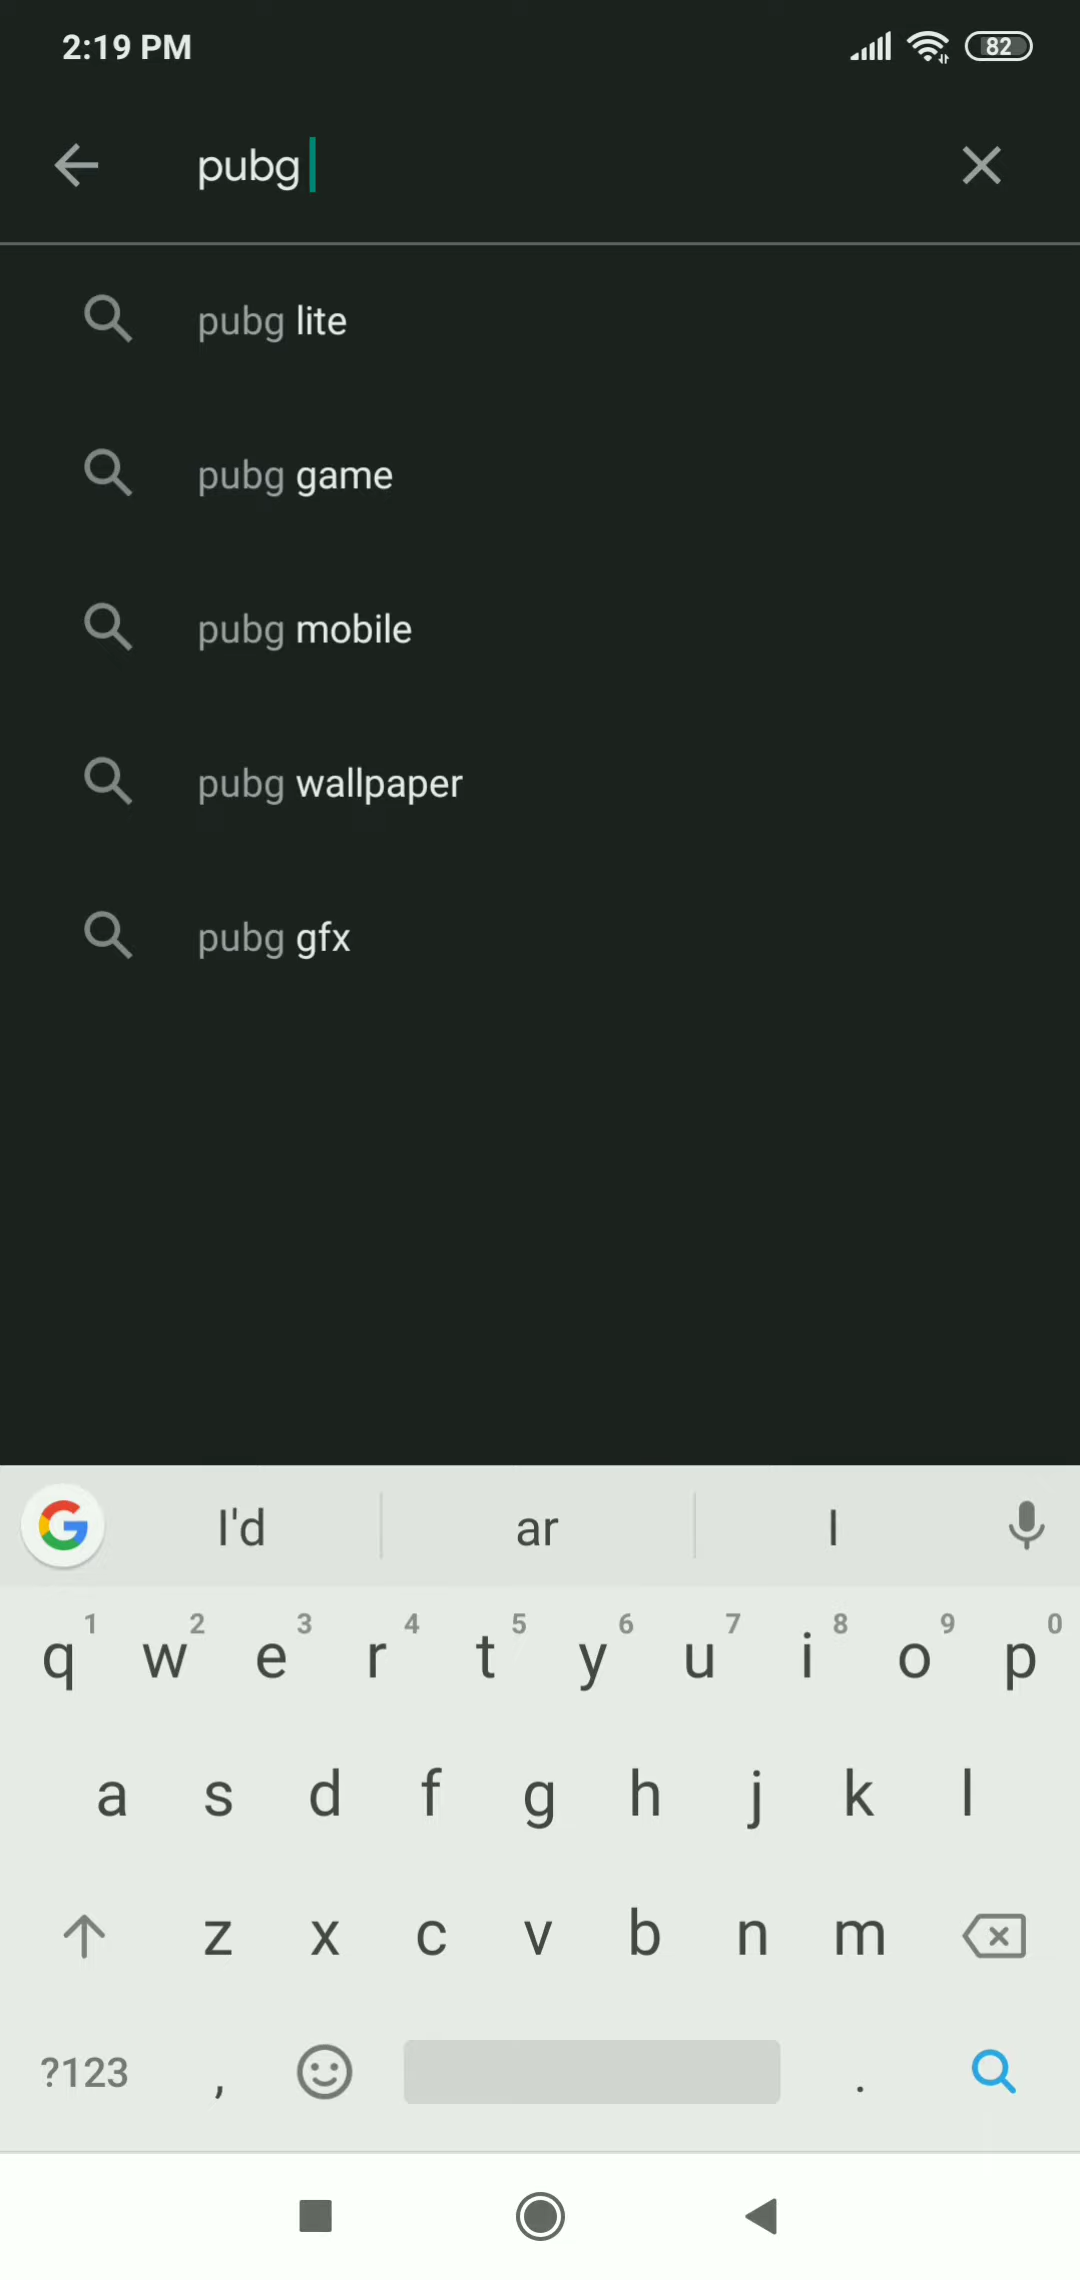 2:19 PM
82
pubg
pubg lite
pubg game
pubg mobile
pubg wallpaper
pubg gfx
I'd ar I
1 2 3 4 5 6 7 8 9 0
q w e r t y u i o p
a s d f g h j k l
z x c v b n m
?123 , .